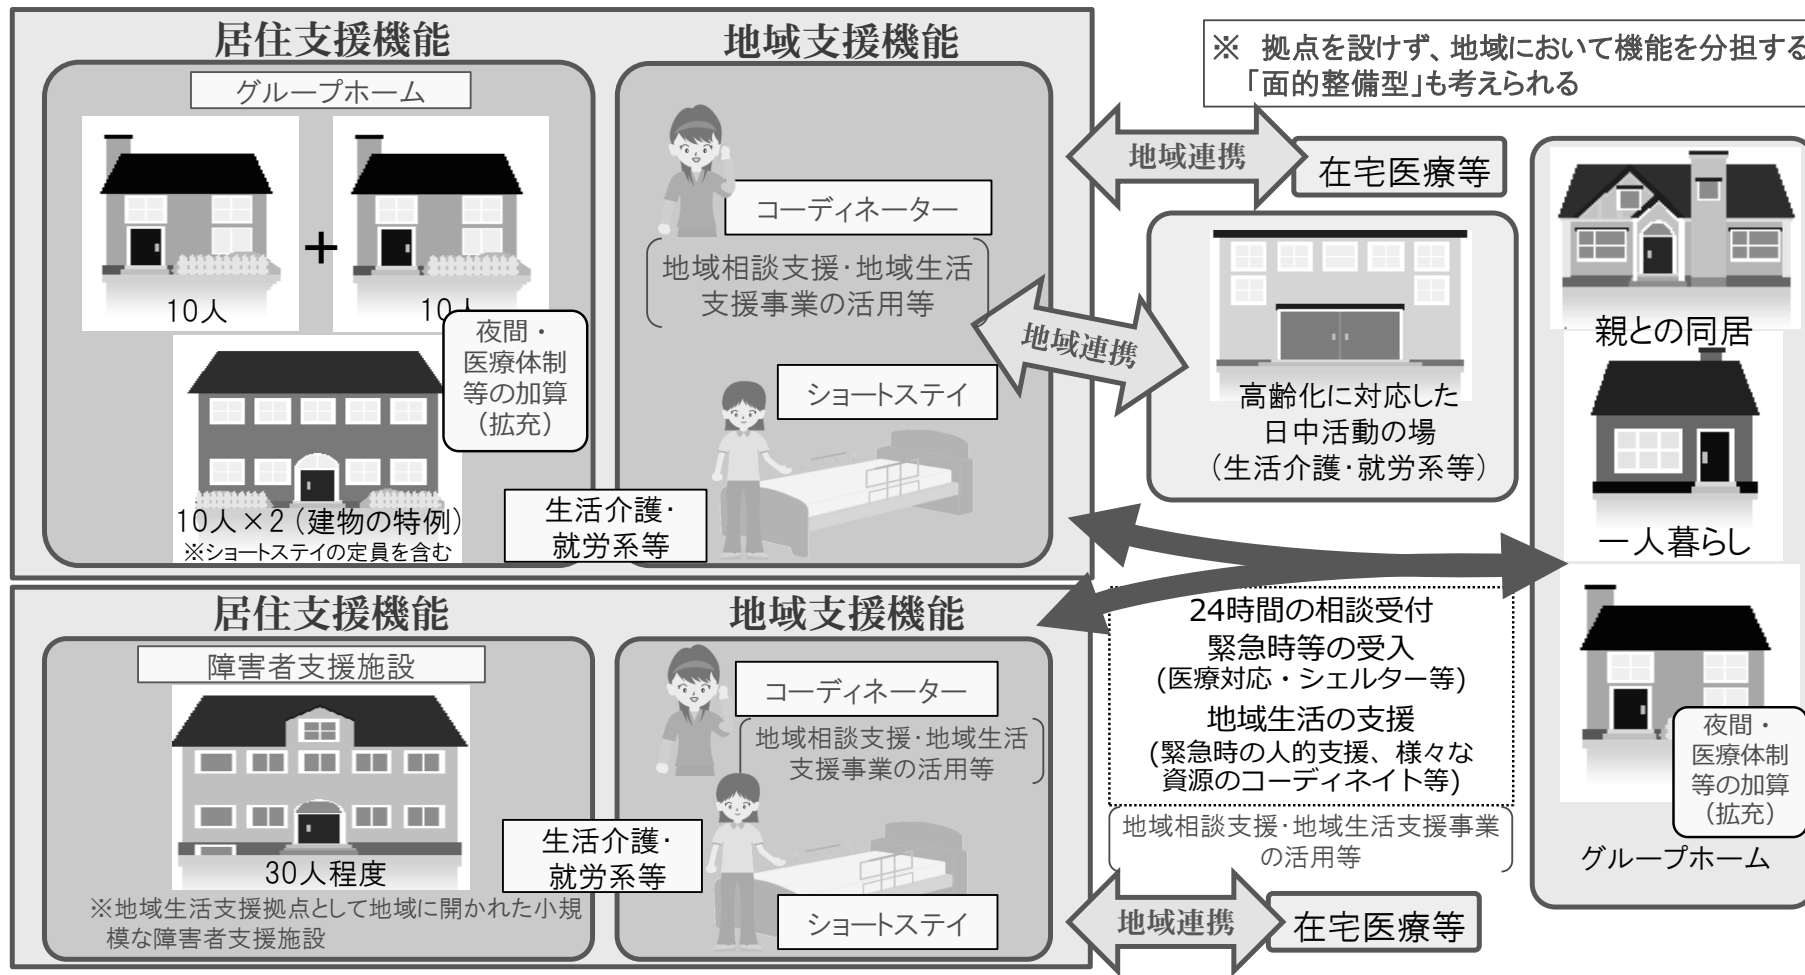 居住支援機能
グループホーム
10人
+
10人
夜間・
医療体制
等の加算
(拡充)
10人×2(建物の特例)
※ショートステイの定員を含む
地域支援機能
コーディネーター
地域相談支援・地域生活
支援事業の活用等
ショートステイ
生活介護・
就労系等
居住支援機能
障害者支援施設
30人程度
※地域生活支援拠点として地域に開かれた小規
模な障害者支援施設
地域支援機能
コーディネーター
地域相談支援・地域生活
支援事業の活用等
生活介護・
就労系等
ショートステイ
※ 拠点を設けず、地域において機能を分担する
「面的整備型」も考えられる
地域連携
在宅医療等
地域連携
高齢化に対応した
日中活動の場
(生活介護・就労系等)
24時間の相談受付
緊急時等の受入
(医療対応・シェルター等)
地域生活の支援
(緊急時の人的支援、様々な
資源のコーディネイト等)
地域相談支援・地域生活支援事業
の活用等
地域連携
在宅医療等
親との同居
一人暮らし
夜間・
医療体制
等の加算
(拡充)
グループホーム